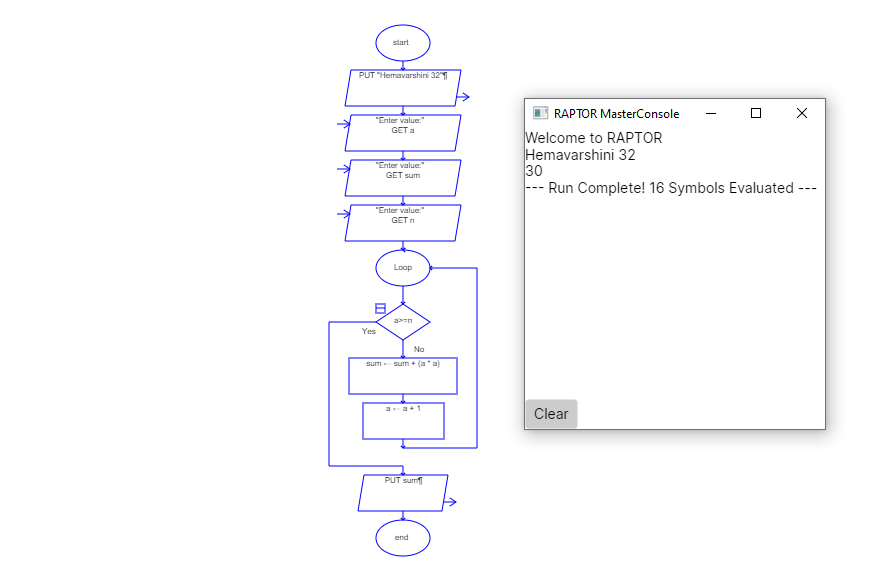 start
PUT "Hemavarshini 32"¶
"Enter value:"
GET a
"Enter value:"
GET sum
"Enter value:"
GET n
Loop
a>=n
Yes
No
sum ← sum + (a * a)
a ← a + 1
PUT sum¶
end
RAPTOR MasterConsole
Welcome to RAPTOR
Hemavarshini 32
30
--- Run Complete! 16 Symbols Evaluated ---
Clear